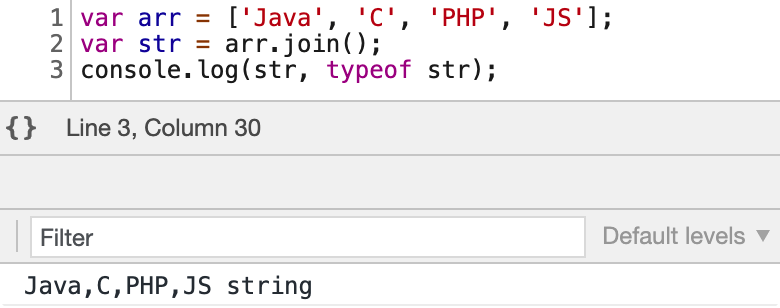 1 var arr = ['Java', 'C', 'PHP', 'JS'];
2 var str = arr.join();
3 console.log(str, typeof str);
{} Line 3, Column 30
Filter Default levels ▼
Java,C,PHP,JS string